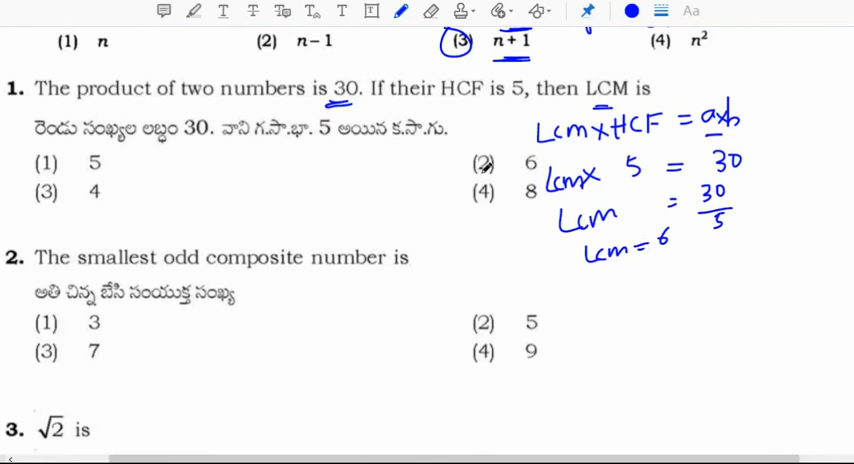 (1) n (2) n – 1 (3) n + 1 (4) n²
1. The product of two numbers is 30. If their HCF is 5, then LCM is
రెండు సంఖ్యల లబ్ధం 30. వాని గ.సా.భా. 5 అయిన క.సా.గు.
(1) 5 (2) 6
(3) 4 (4) 8
Lcm x HCF = axb
Lcm x 5 = 30
Lcm = 30/5
Lcm = 6
2. The smallest odd composite number is
అతి చిన్న బేసి సంయుక్త సంఖ్య
(1) 3 (2) 5
(3) 7 (4) 9
3. √2 is